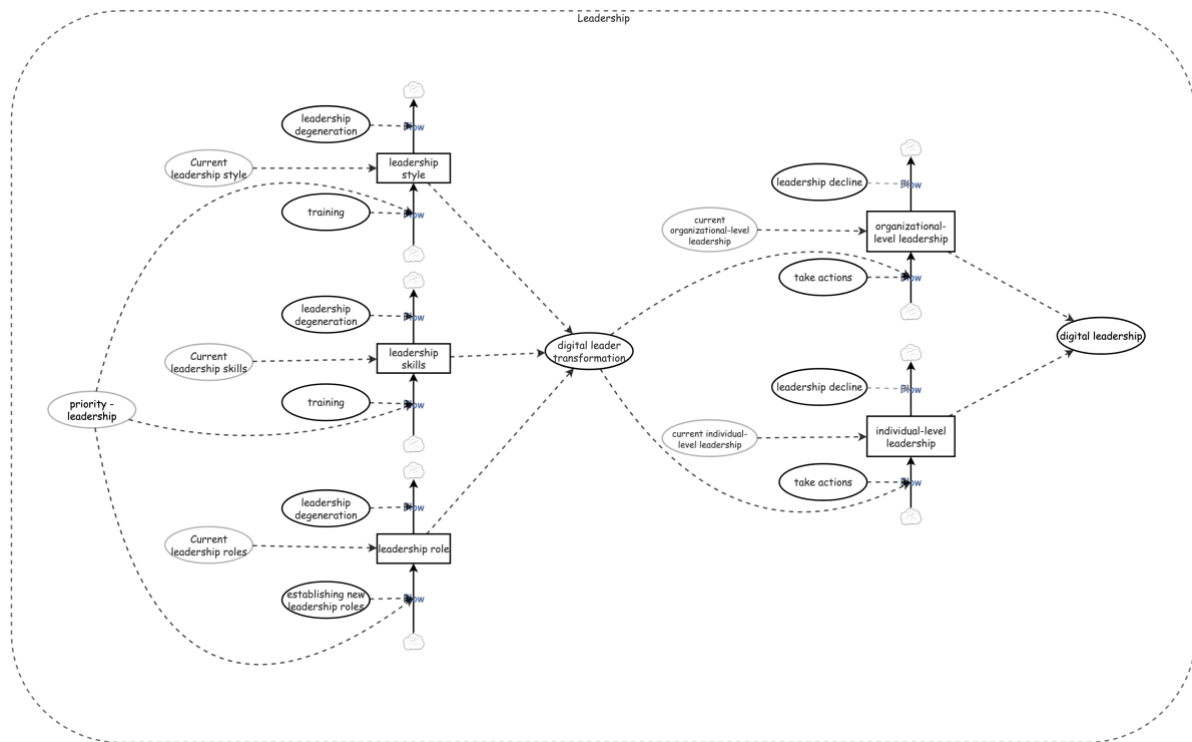 Leadership
leadership
degeneration
Flow
Current
leadership style
leadership
style
training
Flow
leadership
degeneration
Flow
Current
leadership skills
leadership
skills
training
Flow
priority -
leadership
leadership
degeneration
Flow
Current
leadership roles
leadership role
establishing new
leadership roles
Flow
digital leader
transformation
leadership decline
Flow
current
organizational-level
leadership
organizational-
level leadership
take actions
Flow
digital leadership
leadership decline
Flow
current individual-
level leadership
individual-level
leadership
take actions
Flow